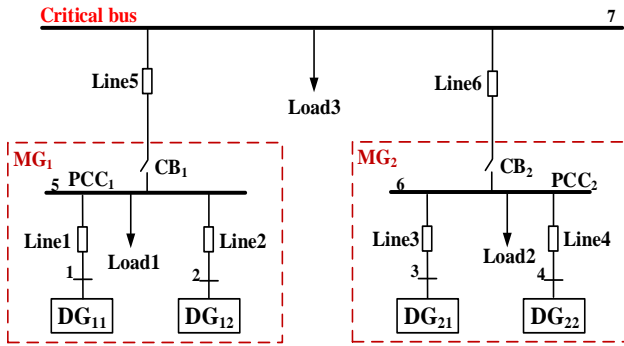 Critical bus 7
Line5
Line6
Load3
MG1
CB1
MG2
CB2
5 PCC1
6 PCC2
Line1
Load1
Line2
Line3
Load2
Line4
1
2
3
4
DG11
DG12
DG21
DG22